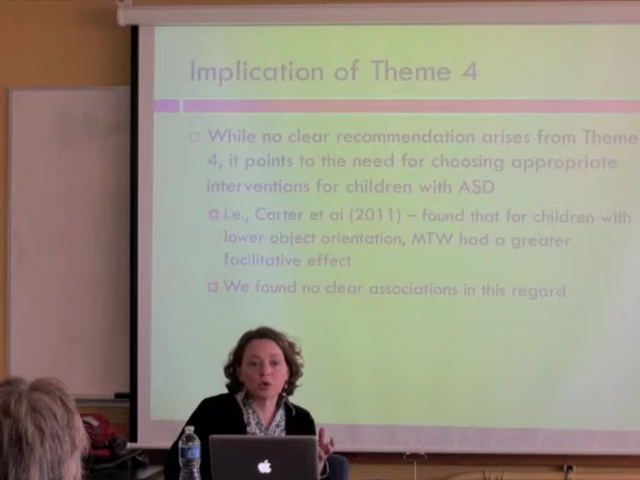 Implication of Theme 4
While no clear recommendation arises from Theme
4, it points to the need for choosing appropriate
interventions for children with ASD
I.e., Carter et al (2011) – found that for children with
lower object orientation, MTW had a greater
facilitative effect
We found no clear associations in this regard